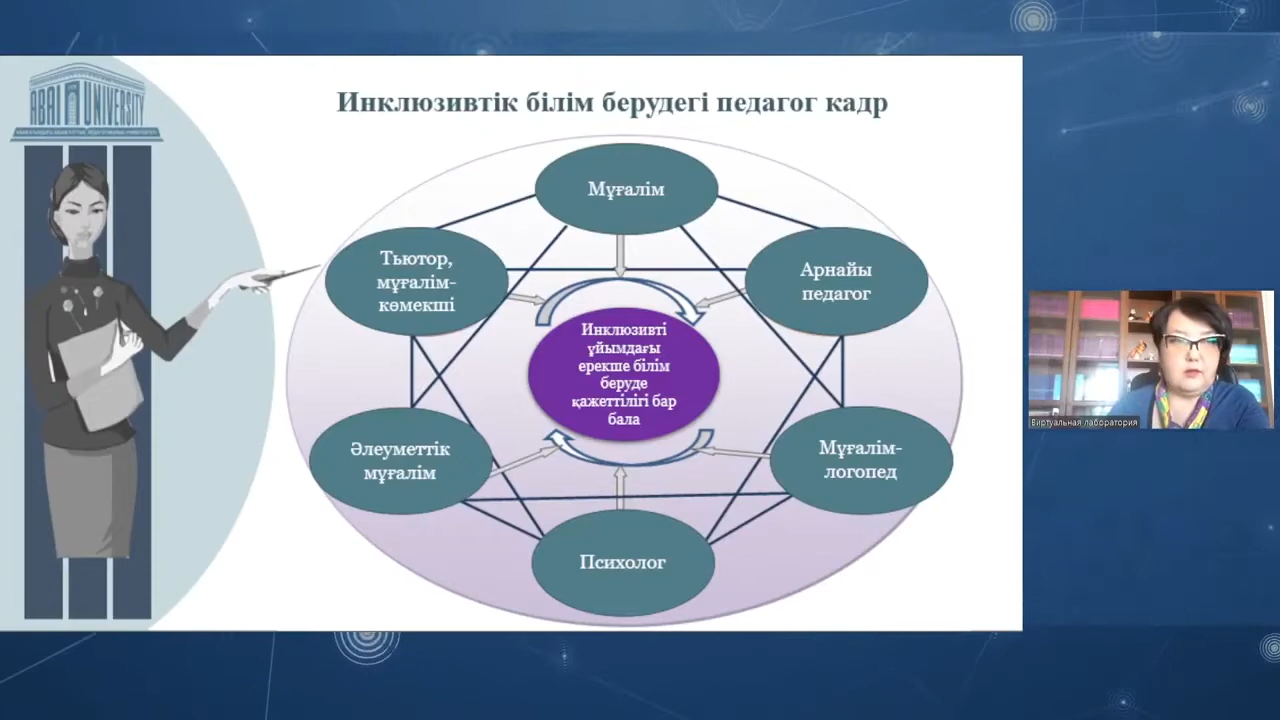 ABAI UNIVERSITY
Инклюзивтік білім берудегі педагог кадр
Мұғалім
Тьютор,
мұғалім-
көмекші
Арнайы
педагог
Инклюзивті
ұйымдағы
ерекше білім
беруде
қажеттілігі бар
бала
Әлеуметтік
мұғалім
Мұғалім-
логопед
Психолог
Виртуальная лаборатория